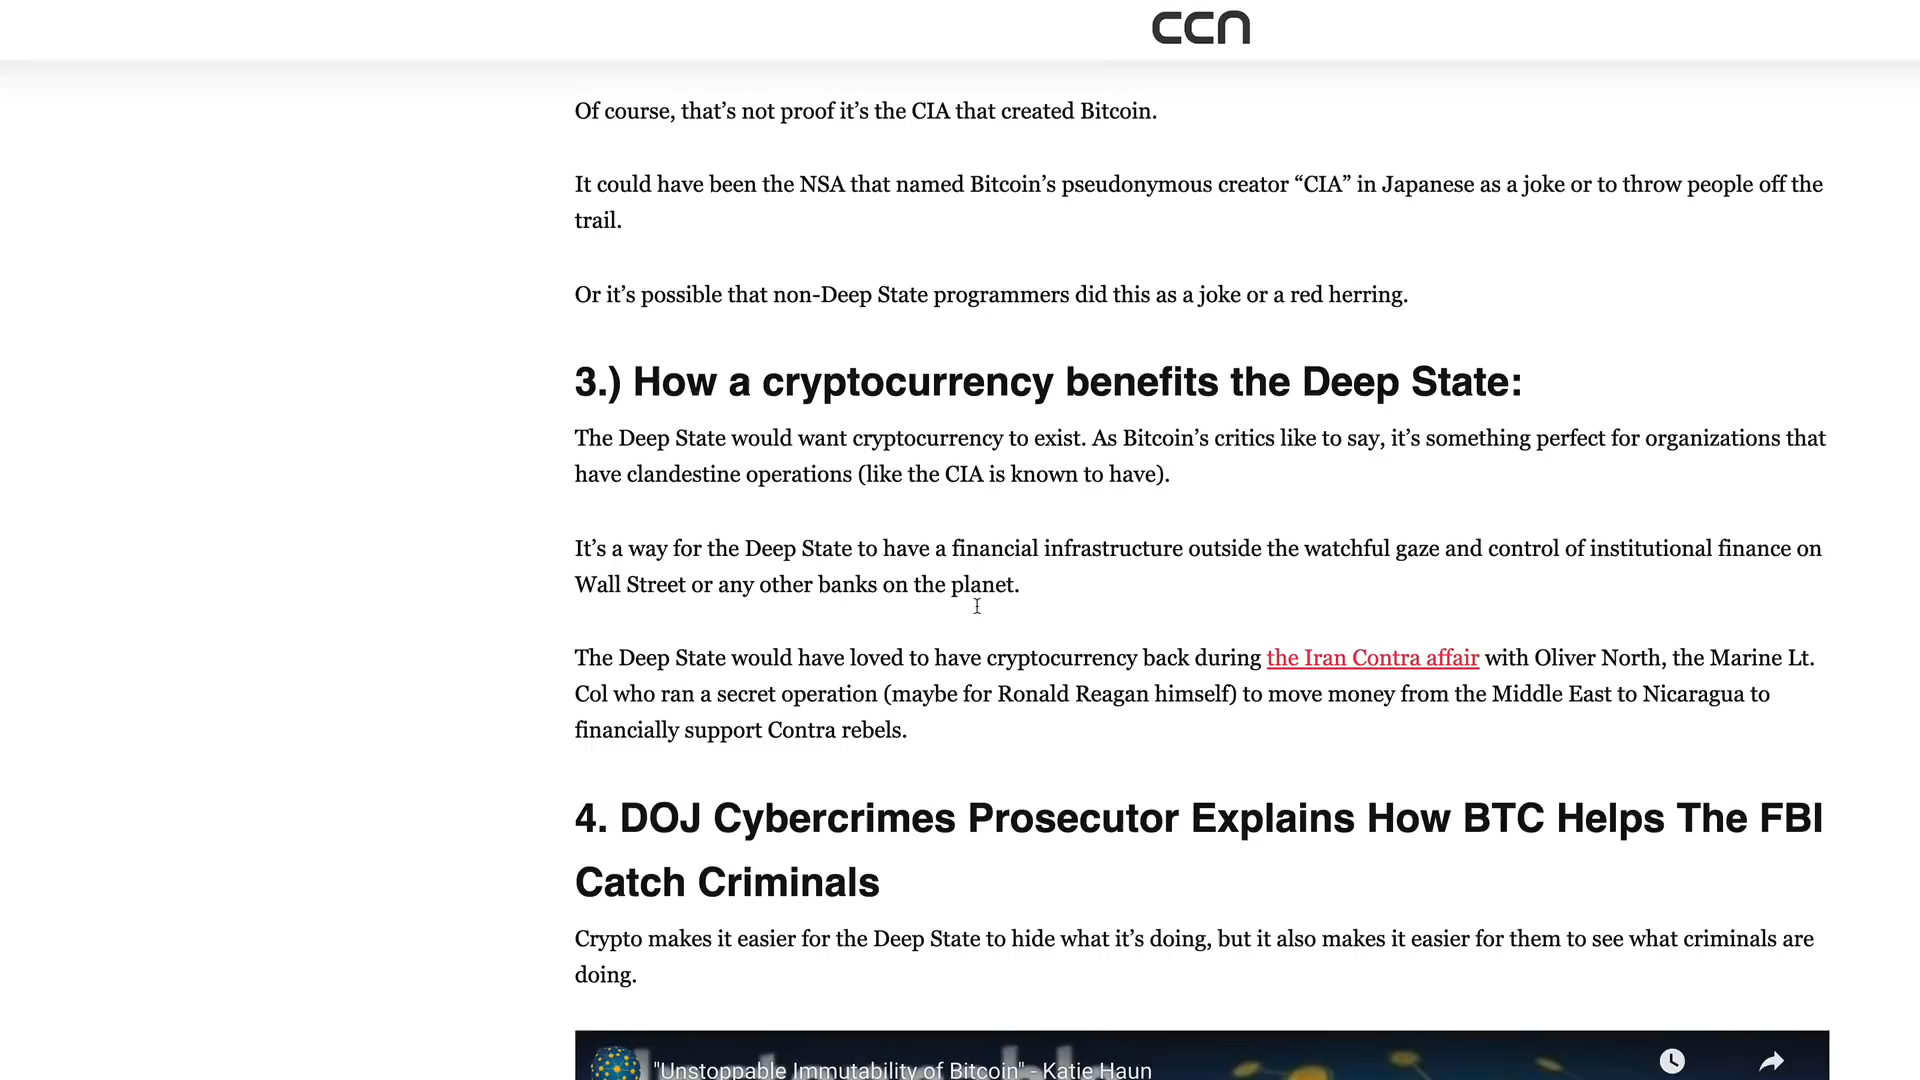 ccn
Of course, that’s not proof it’s the CIA that created Bitcoin.
It could have been the NSA that named Bitcoin’s pseudonymous creator “CIA” in Japanese as a joke or to throw people off the
trail.
Or it’s possible that non-Deep State programmers did this as a joke or a red herring.
3.) How a cryptocurrency benefits the Deep State:
The Deep State would want cryptocurrency to exist. As Bitcoin’s critics like to say, it’s something perfect for organizations that
have clandestine operations (like the CIA is known to have).
It’s a way for the Deep State to have a financial infrastructure outside the watchful gaze and control of institutional finance on
Wall Street or any other banks on the planet.
The Deep State would have loved to have cryptocurrency back during the Iran Contra affair with Oliver North, the Marine Lt.
Col who ran a secret operation (maybe for Ronald Reagan himself) to move money from the Middle East to Nicaragua to
financially support Contra rebels.
4. DOJ Cybercrimes Prosecutor Explains How BTC Helps The FBI
Catch Criminals
Crypto makes it easier for the Deep State to hide what it’s doing, but it also makes it easier for them to see what criminals are
doing.
"Unstoppable Immutability of Bitcoin" - Katie Haun